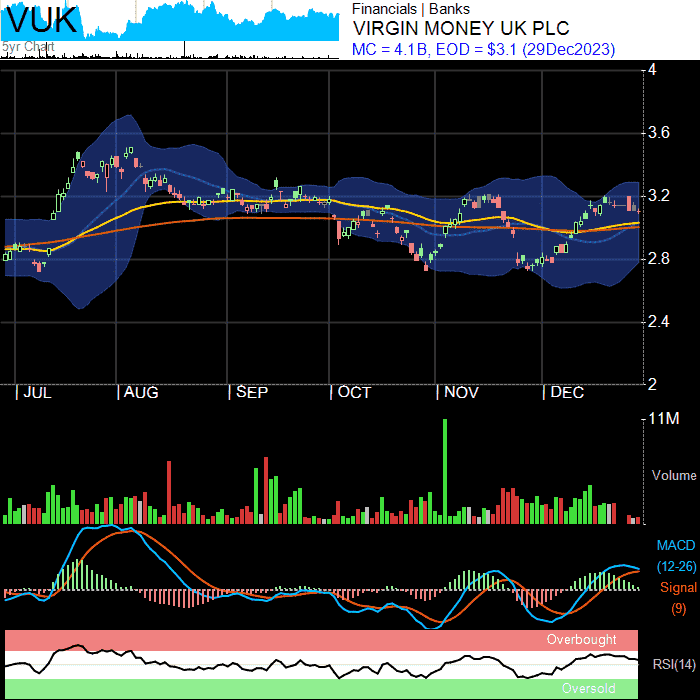 VUK
5yr Chart
Financials | Banks
VIRGIN MONEY UK PLC
MC = 4.1B, EOD = $3.1 (29Dec2023)
4
3.6
3.2
2.8
2.4
2
JUL AUG SEP OCT NOV DEC
11M
Volume
MACD
(12-26)
Signal
(9)
Overbought
RSI(14)
Oversold